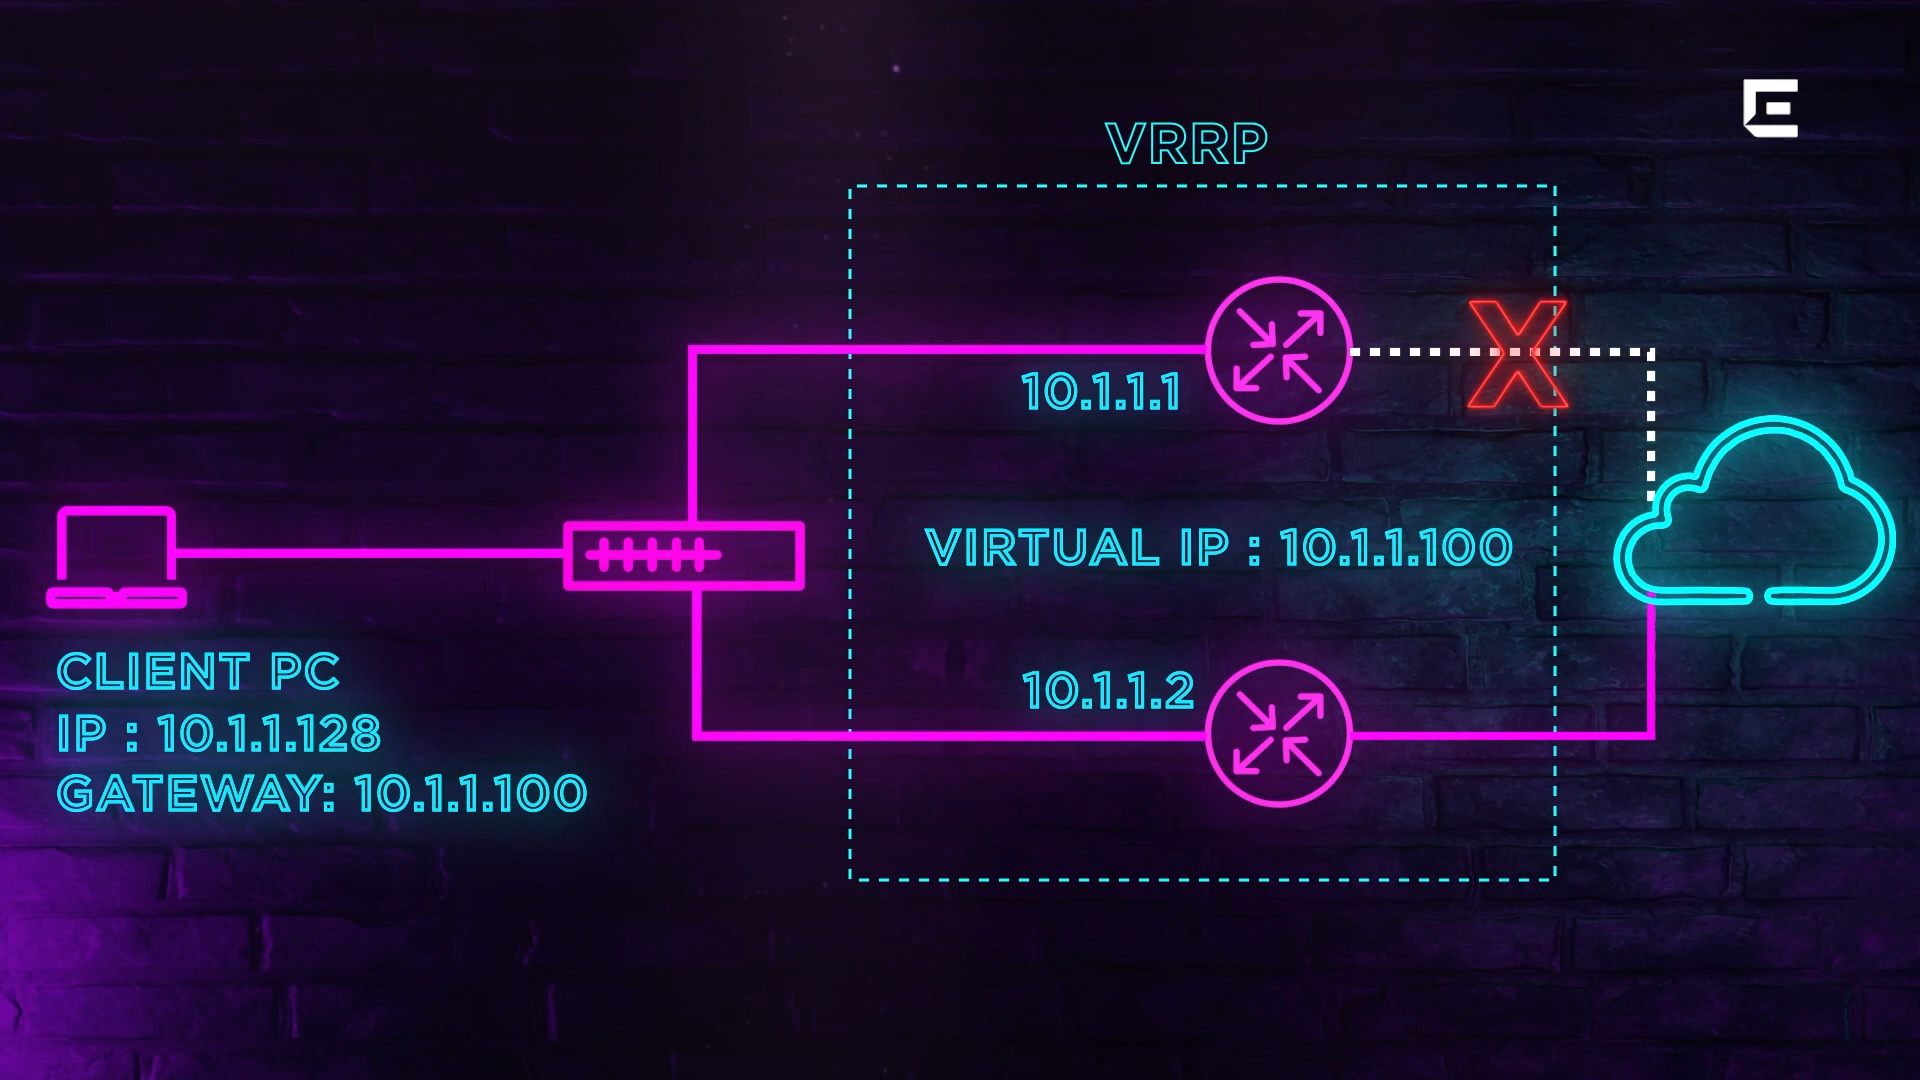 VRRP
10.1.1.1
X
VIRTUAL IP : 10.1.1.100
10.1.1.2
CLIENT PC
IP : 10.1.1.128
GATEWAY: 10.1.1.100